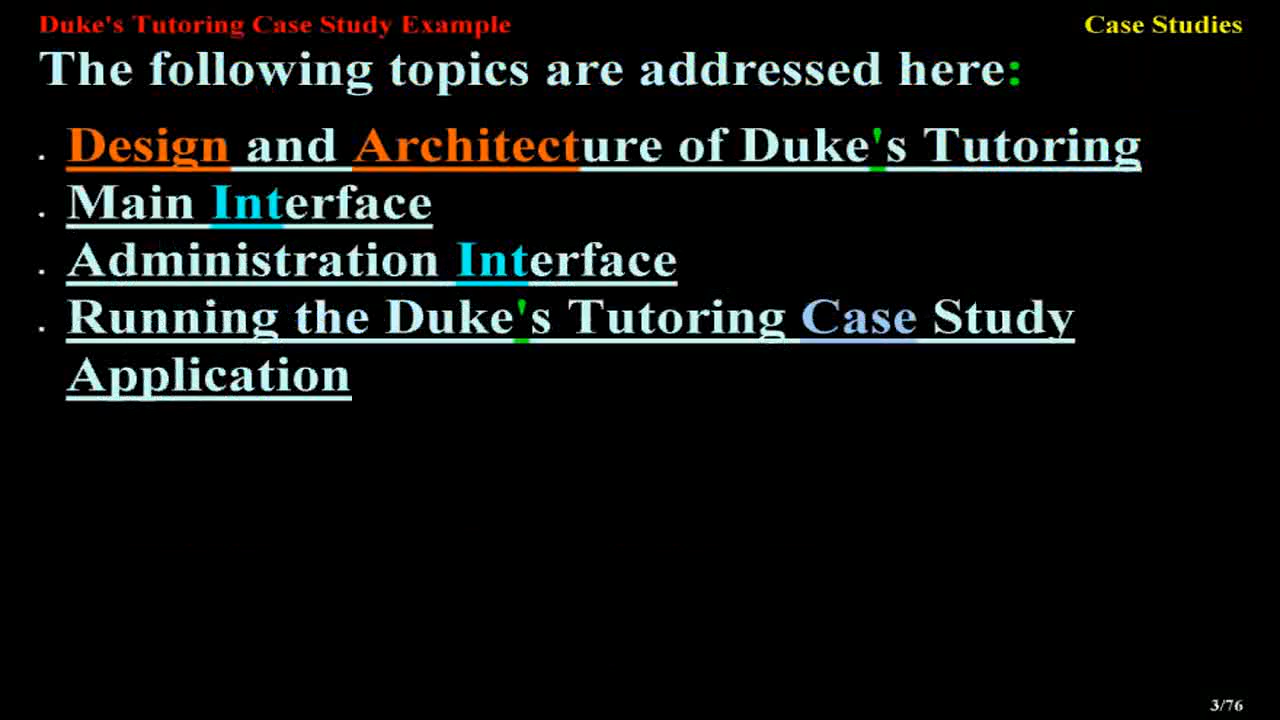 Duke's Tutoring Case Study Example Case Studies
The following topics are addressed here:
. Design and Architecture of Duke's Tutoring
. Main Interface
. Administration Interface
. Running the Duke's Tutoring Case Study
Application
3/76